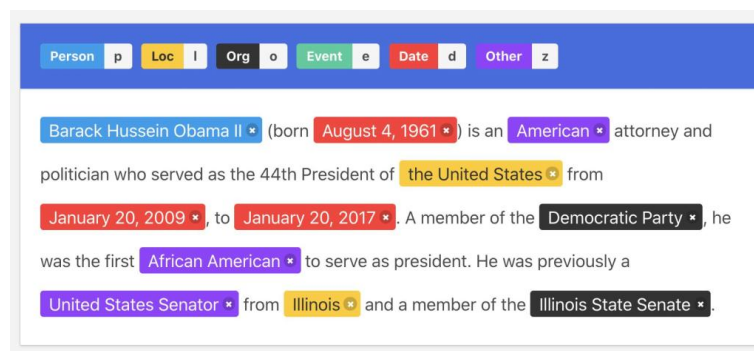 Person p Loc l Org o Event e Date d Other z
Barack Hussein Obama II (born August 4, 1961) is an American attorney and
politician who served as the 44th President of the United States from
January 20, 2009, to January 20, 2017. A member of the Democratic Party, he
was the first African American to serve as president. He was previously a
United States Senator from Illinois and a member of the Illinois State Senate.